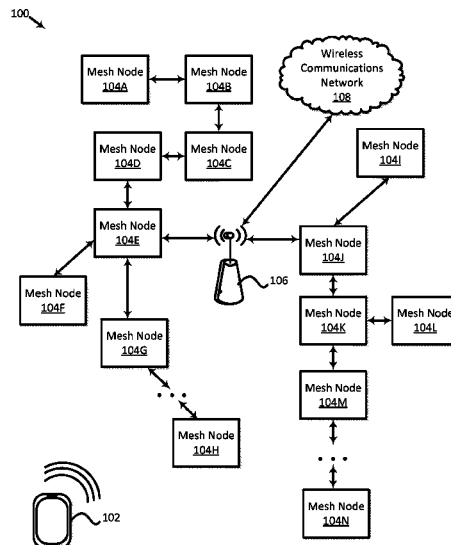 100
Wireless
Communications
Network
108
Mesh Node
104A
Mesh Node
104B
Mesh Node
104D
Mesh Node
104C
Mesh Node
104I
Mesh Node
104E
106
Mesh Node
104J
Mesh Node
104F
Mesh Node
104G
Mesh Node
104K
Mesh Node
104L
Mesh Node
104M
Mesh Node
104H
Mesh Node
104N
102